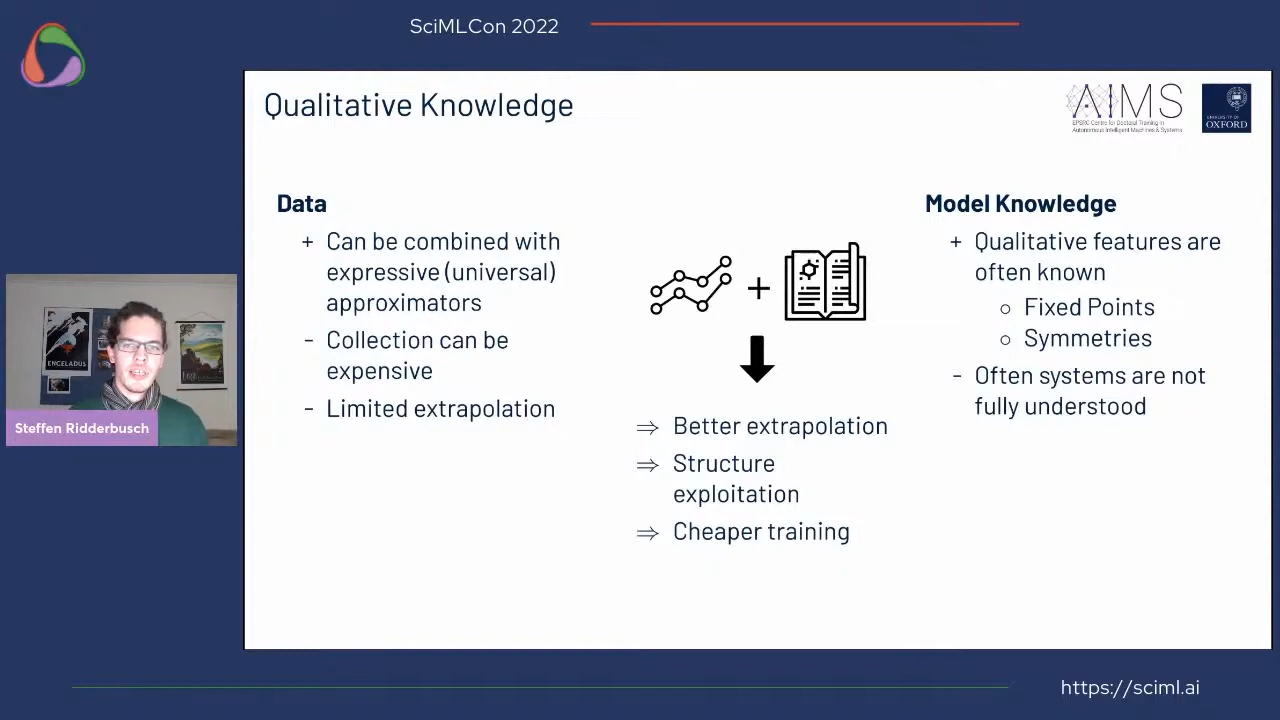 SciMLCon 2022
Qualitative Knowledge
AIMS
EPSRC Centre for Doctoral Training in
Autonomous Intelligent Machines & Systems
UNIVERSITY OF
OXFORD
Data
+ Can be combined with
expressive (universal)
approximators
- Collection can be
expensive
- Limited extrapolation
+
⇒ Better extrapolation
⇒ Structure
exploitation
⇒ Cheaper training
Model Knowledge
+ Qualitative features are
often known
○ Fixed Points
○ Symmetries
- Often systems are not
fully understood
ENCELADUS
Steffen Ridderbusch
https://sciml.ai